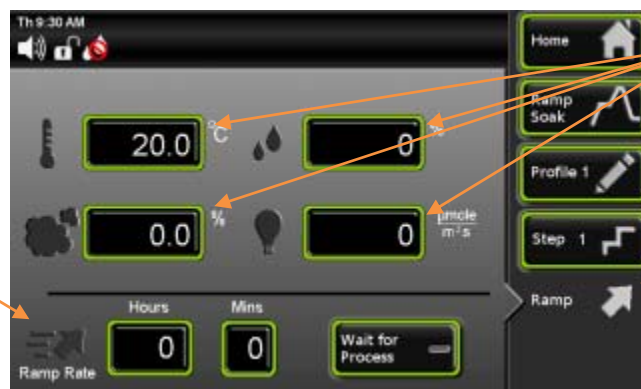 Th 9:30 AM
Home
Ramp
Soak
20.0 °C
0 %
Profile 1
0.0 %
0 µmole
m² s
Step 1
Hours
Mins
Ramp
Ramp Rate
0
0
Wait for
Process